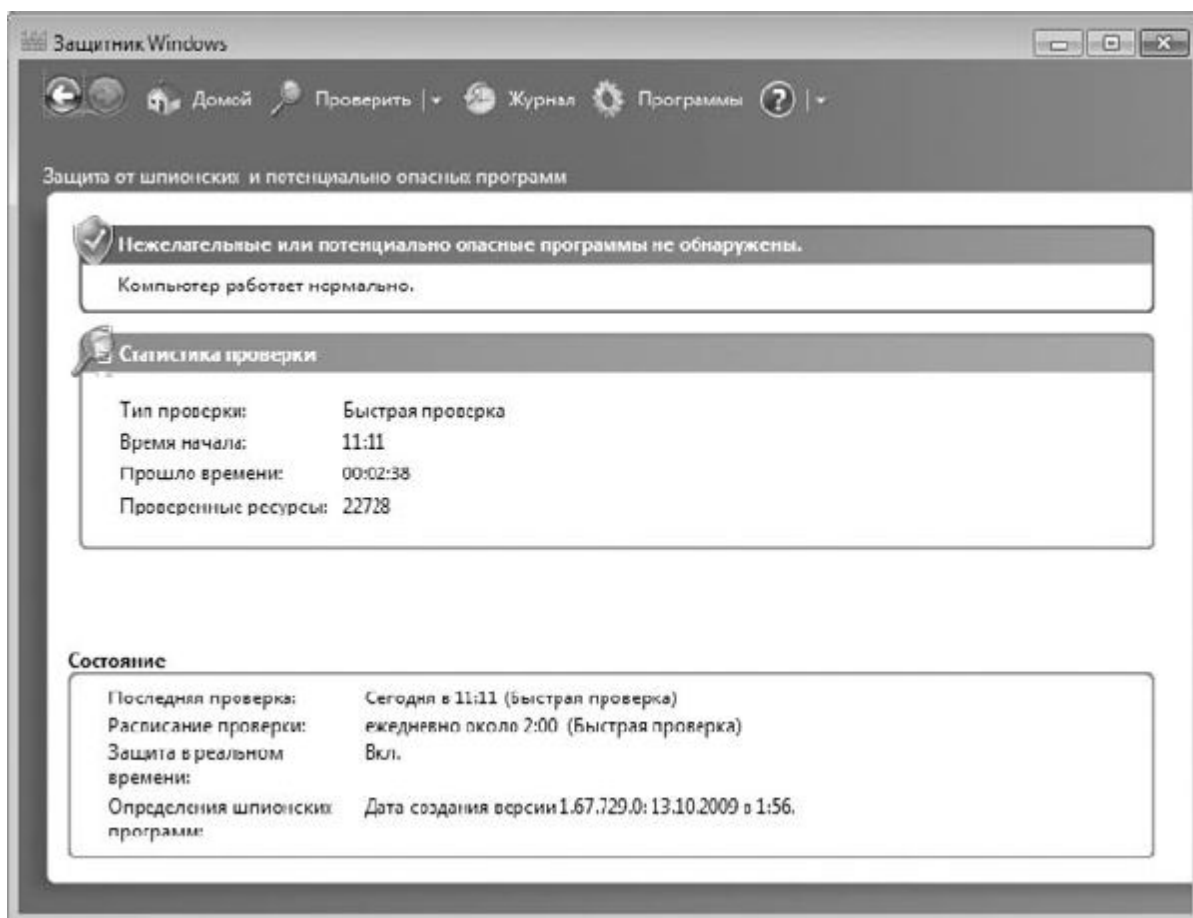 Защитник Windows
Домой Проверить Журнал Программы ?
Защита от шпионских и потенциально опасных программ
Нежелательные или потенциально опасные программы не обнаружены.
Компьютер работает нормально.
Статистика проверки
Тип проверки: Быстрая проверка
Время начала: 11:11
Прошло времени: 00:02:38
Проверенные ресурсы: 22728
Состояние
Последняя проверка: Сегодня в 11:11 (Быстрая проверка)
Расписание проверки: ежедневно около 2:00 (Быстрая проверка)
Защита в реальном Вкл.
времени:
Определения шпионских Дата создания версии 1.67.729.0: 13.10.2009 в 1:56.
программ: